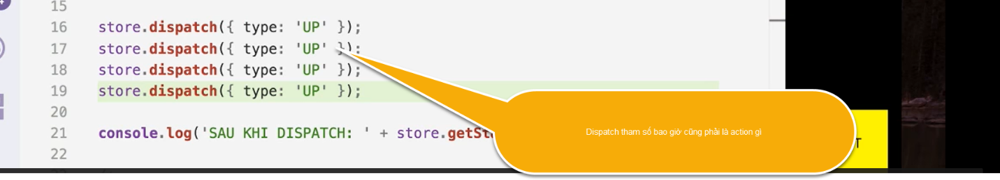 15
16 store.dispatch({ type: 'UP' });
17 store.dispatch({ type: 'UP' });
18 store.dispatch({ type: 'UP' });
19 store.dispatch({ type: 'UP' });
20
21 console.log('SAU KHI DISPATCH: ' + store.getSt
22
Dispatch tham số bao giờ cũng phải là action gì
T